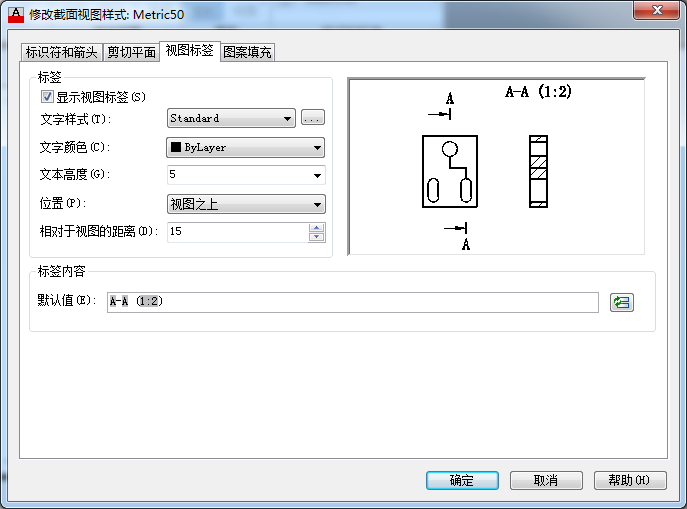 修改截面视图样式: Metric50
标识符和箭头 剪切平面 视图标签 图案填充
标签
显示视图标签(S)
文字样式(T): Standard ...
文字颜色(C): ByLayer
文本高度(G): 5
位置(P): 视图之上
相对于视图的距离(D): 15
A
A-A (1:2)
A
标签内容
默认值(E): A-A (1:2)
确定 取消 帮助(H)